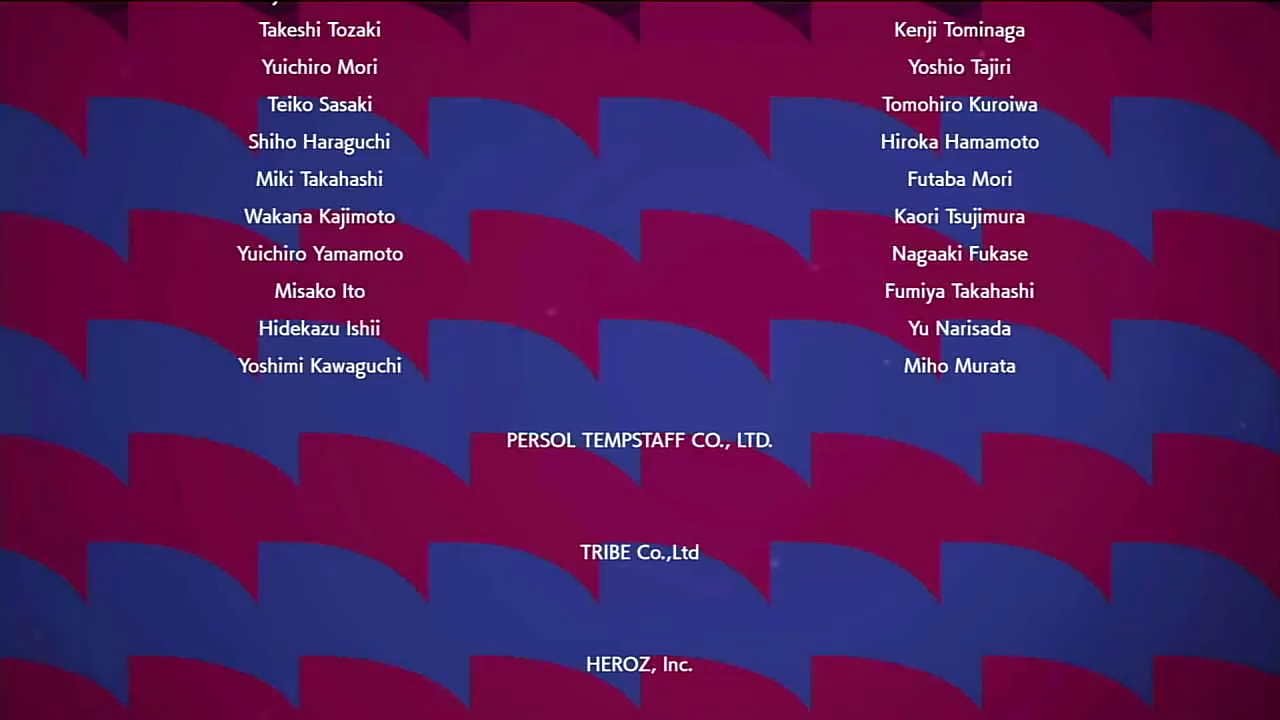 Takeshi Tozaki
Kenji Tominaga
Yuichiro Mori
Yoshio Tajiri
Teiko Sasaki
Tomohiro Kuroiwa
Shiho Haraguchi
Hiroka Hamamoto
Miki Takahashi
Futaba Mori
Wakana Kajimoto
Kaori Tsujimura
Yuichiro Yamamoto
Nagaaki Fukase
Misako Ito
Fumiya Takahashi
Hidekazu Ishii
Yu Narisada
Yoshimi Kawaguchi
Miho Murata
PERSOL TEMPSTAFF CO., LTD.
TRIBE Co.,Ltd
HEROZ, Inc.